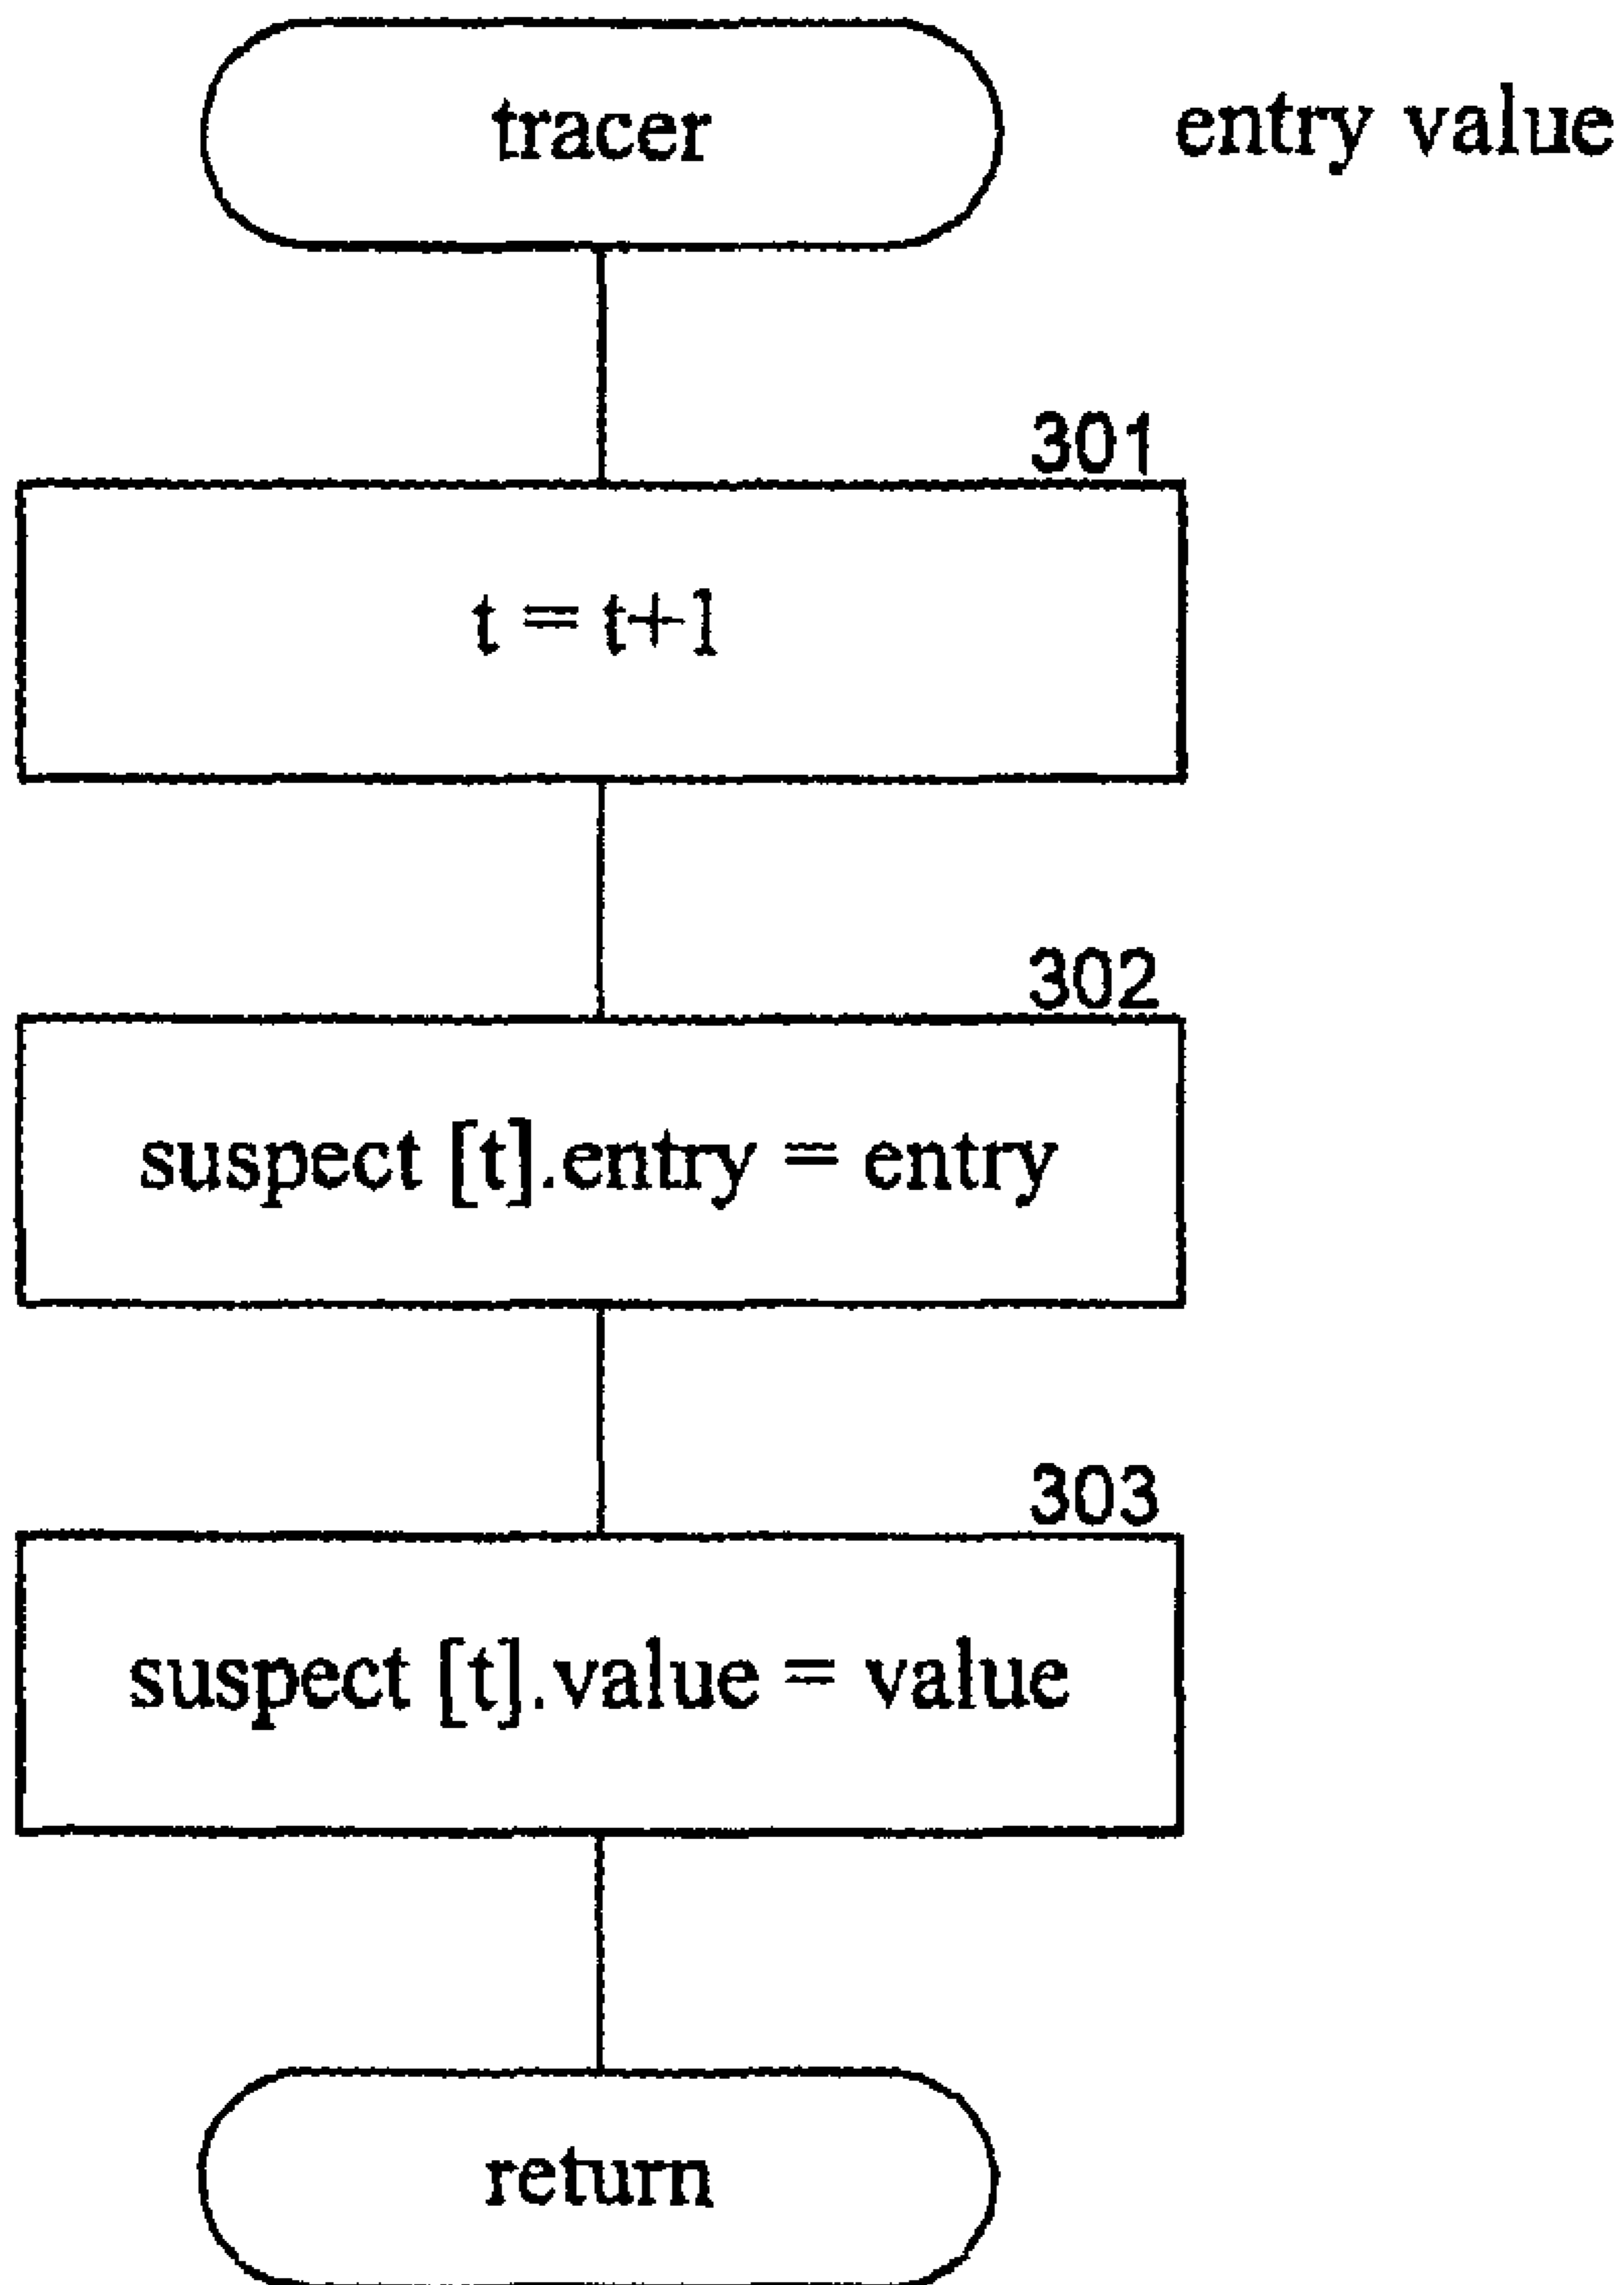 tracer
entry value
301
t = t+1
302
suspect [t].entry = entry
303
suspect [t].value = value
return